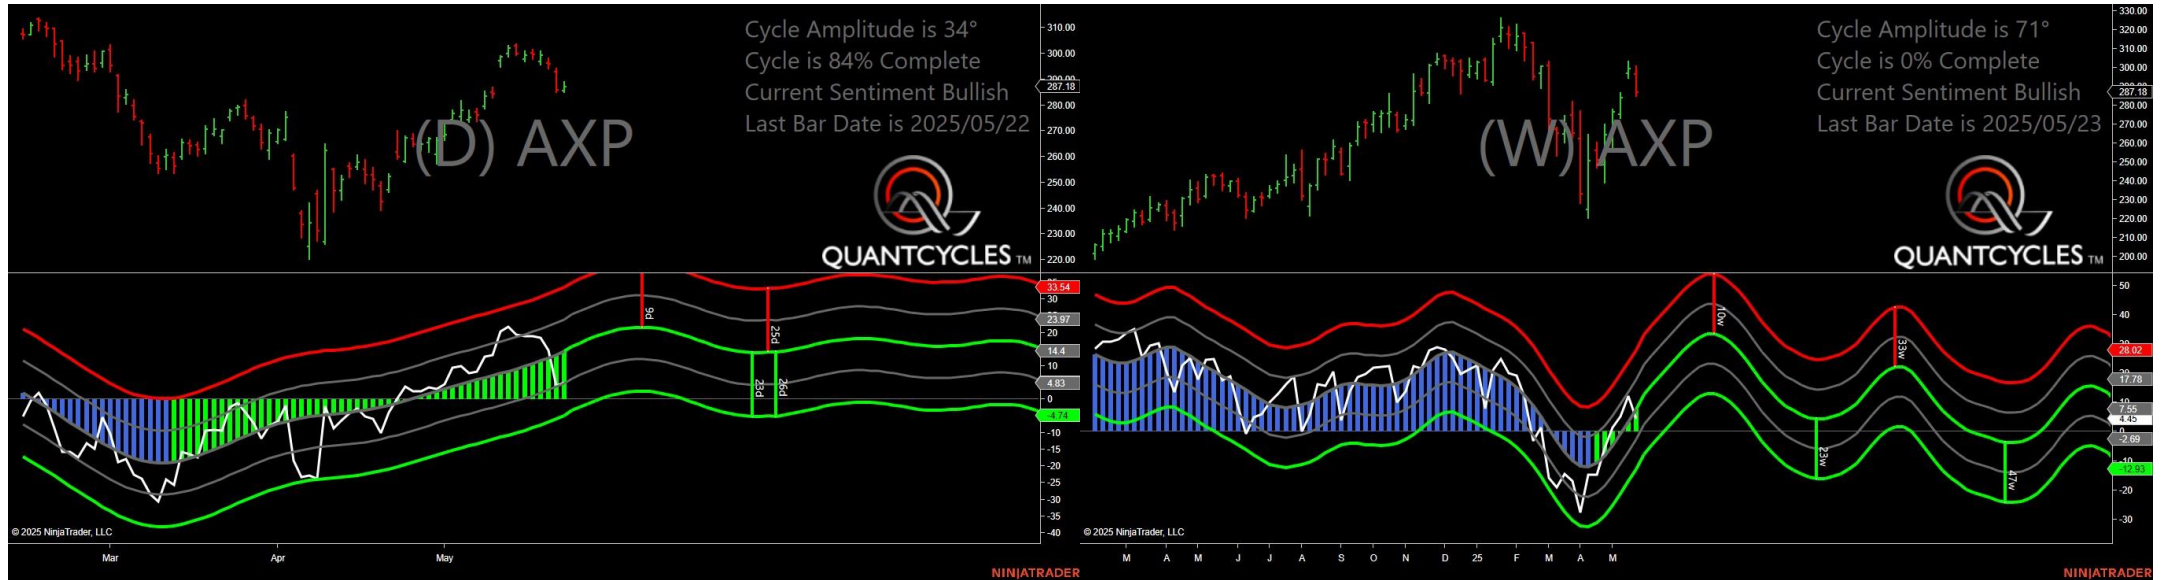 Cycle Amplitude is 34°
Cycle is 84% Complete
Current Sentiment Bullish
Last Bar Date is 2025/05/22
(D) AXP
QUANTCYCLES TM
310.00
300.00
290.00
287.18
280.00
270.00
260.00
250.00
240.00
230.00
220.00
9d
25d
23d
26d
33.54
30
23.97
20
14.4
10
4.83
0
-4.74
-10
-15
-20
-25
-30
-35
-40
© 2025 NinjaTrader, LLC
Mar Apr May
NINJATRADER
Cycle Amplitude is 71°
Cycle is 0% Complete
Current Sentiment Bullish
Last Bar Date is 2025/05/23
(W) AXP
QUANTCYCLES TM
330.00
320.00
310.00
300.00
287.18
280.00
270.00
260.00
250.00
240.00
230.00
220.00
210.00
200.00
10w
33w
23w
47w
50
40
28.02
17.78
7.55
4.45
-2.69
-12.93
-20
-30
© 2025 NinjaTrader, LLC
M A M J J A S O N D 25 F M A M
NINJATRADER